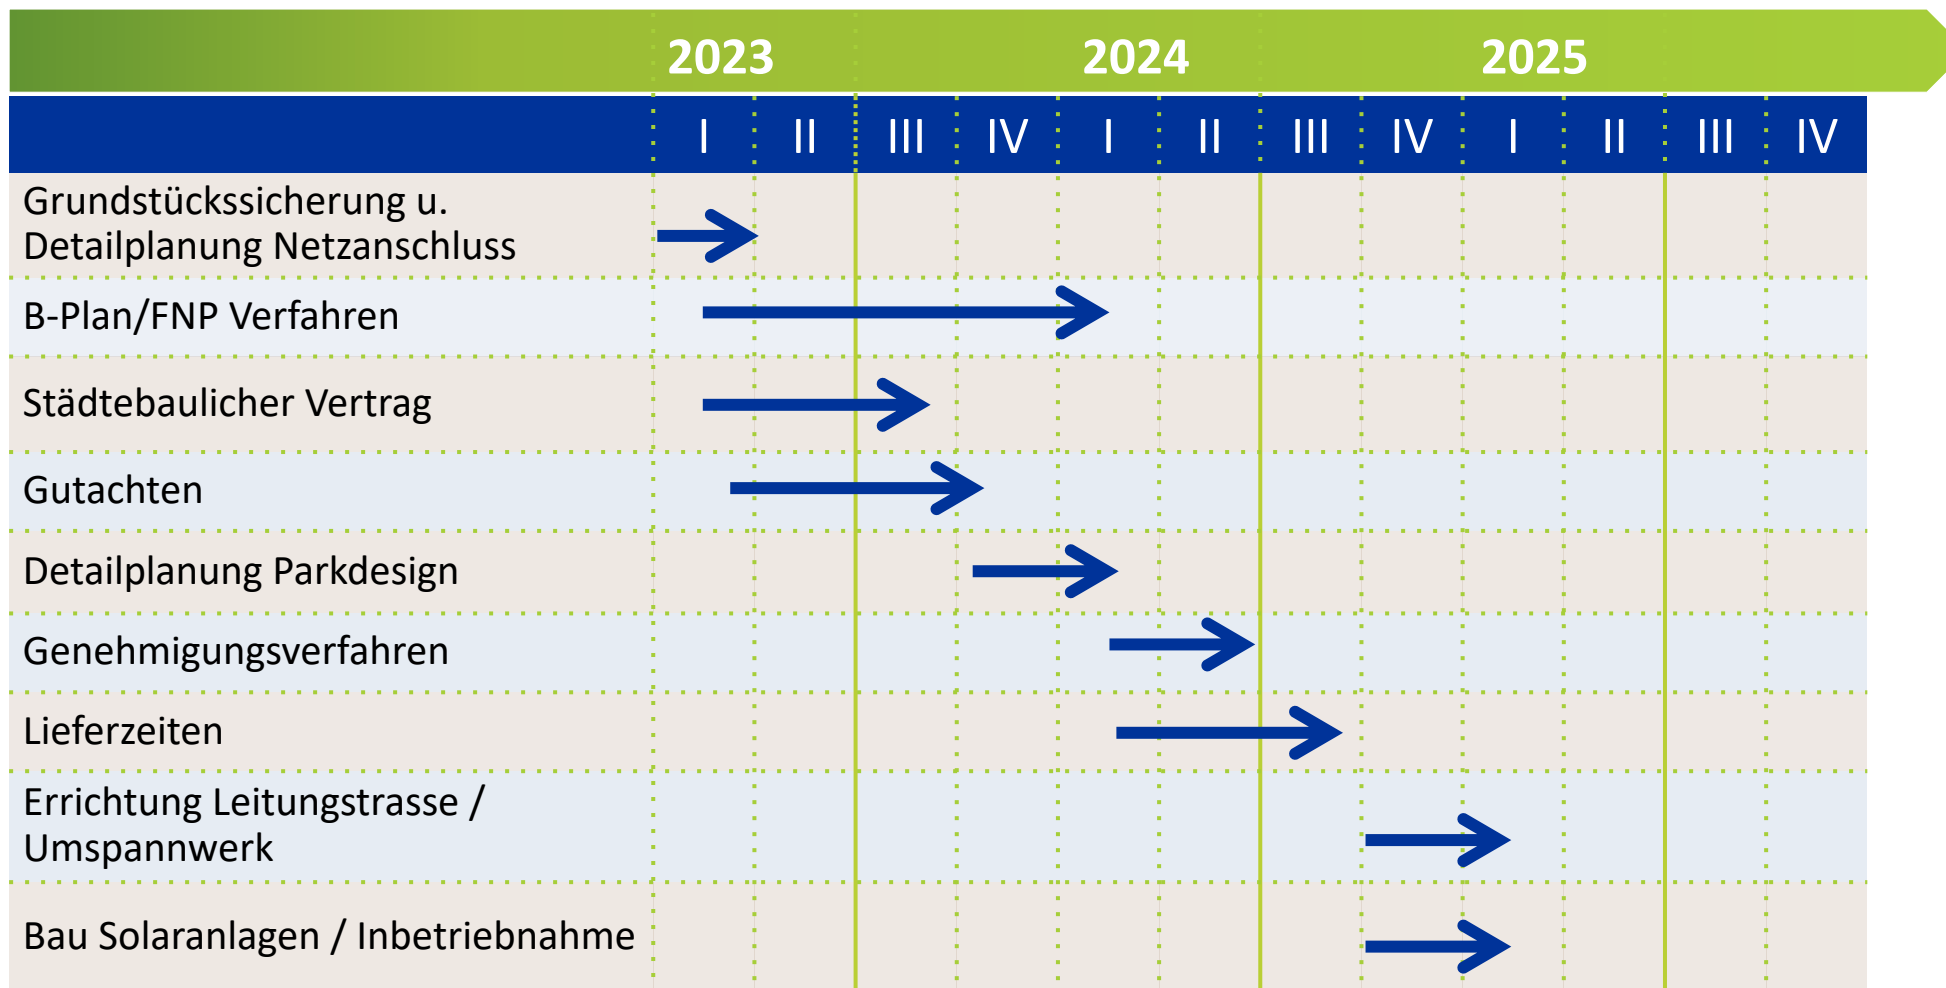 2023 2024 2025
I II III IV I II III IV I II III IV
Grundstückssicherung u.
Detailplanung Netzanschluss
B-Plan/FNP Verfahren
Städtebaulicher Vertrag
Gutachten
Detailplanung Parkdesign
Genehmigungsverfahren
Lieferzeiten
Errichtung Leitungstrasse /
Umspannwerk
Bau Solaranlagen / Inbetriebnahme